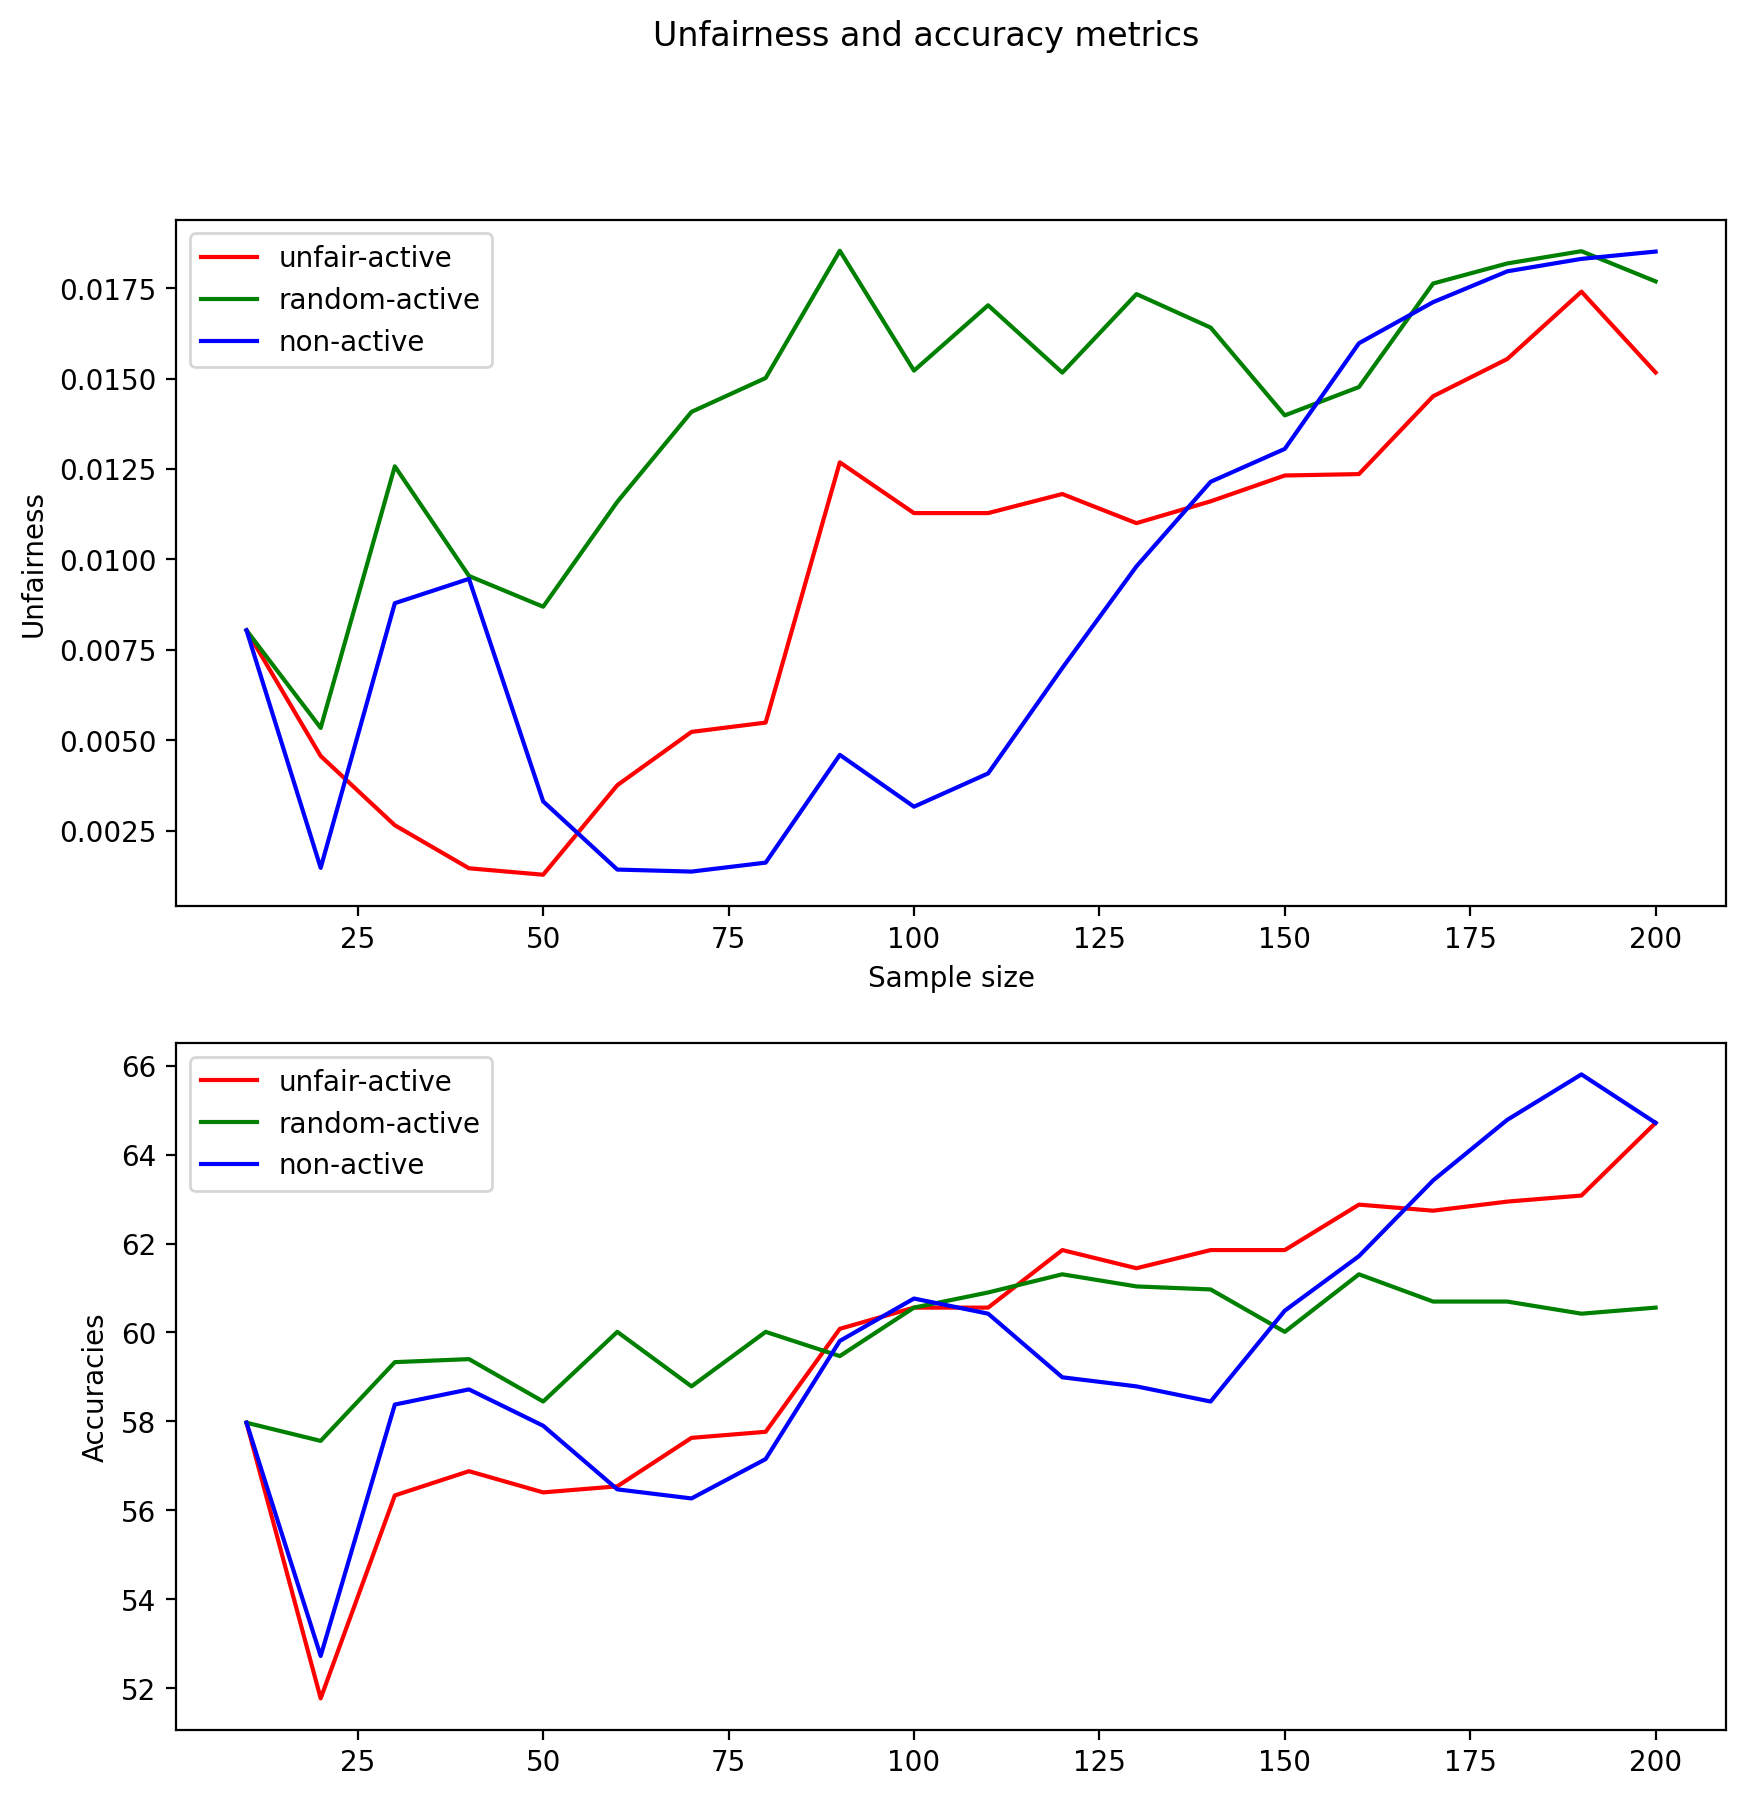 Unfairness and accuracy metrics
unfair-active
random-active
non-active
0.0175
0.0150
0.0125
0.0100
0.0075
0.0050
0.0025
Unfairness
25 50 75 100 125 150 175 200
Sample size
unfair-active
random-active
non-active
66
64
62
60
58
56
54
52
Accuracies
25 50 75 100 125 150 175 200